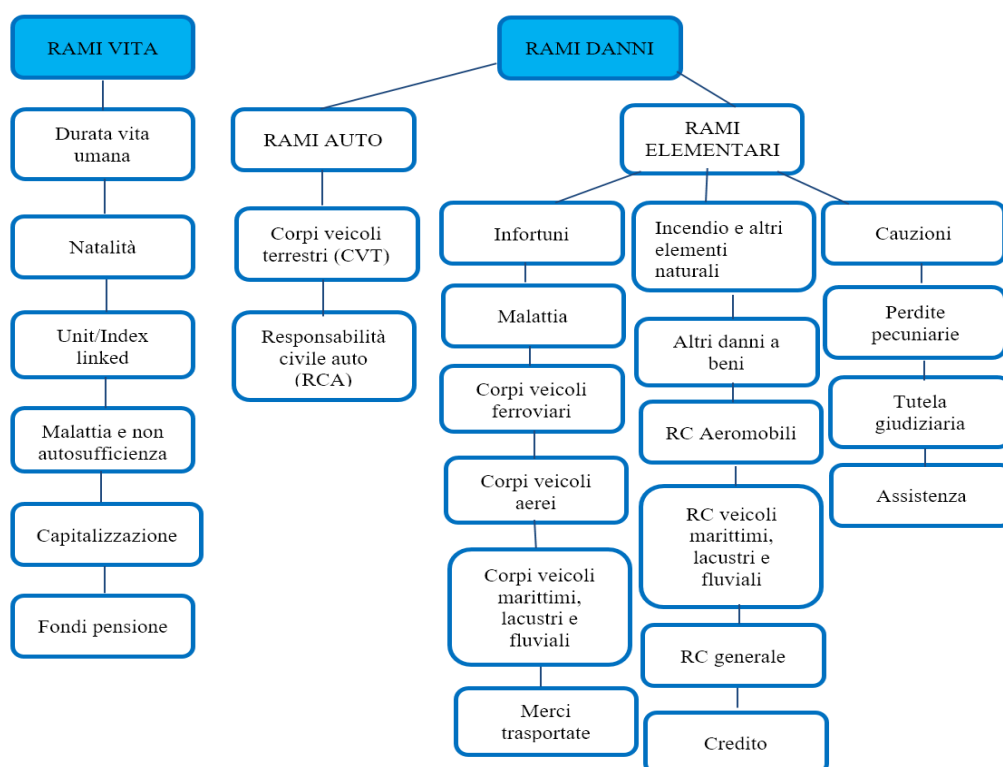 RAMI VITA
Durata vita
umana
Natalità
Unit/Index
linked
Malattia e non
autosufficienza
Capitalizzazione
Fondi pensione
RAMI DANNI
RAMI AUTO
Corpi veicoli
terrestri (CVT)
Responsabilità
civile auto
(RCA)
RAMI
ELEMENTARI
Infortuni
Malattia
Corpi veicoli
ferroviari
Corpi veicoli
aerei
Corpi veicoli
marittimi,
lacustri e
fluviali
Merci
trasportate
Incendio e altri
elementi
naturali
Altri danni a
beni
RC Aeromobili
RC veicoli
marittimi,
lacustri e
fluviali
RC generale
Credito
Cauzioni
Perdite
pecuniarie
Tutela
giudiziaria
Assistenza